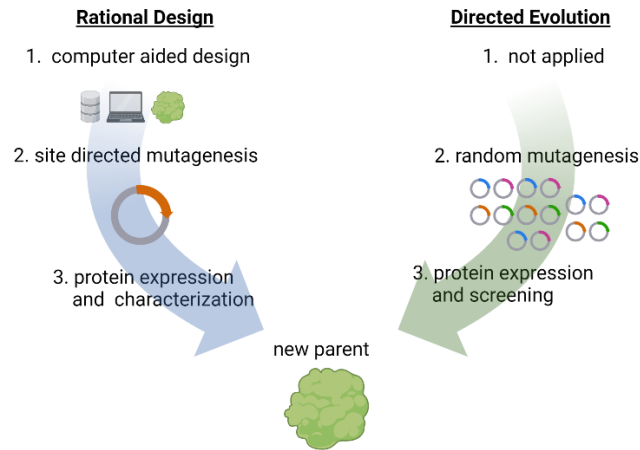 Rational Design
1. computer aided design
2. site directed mutagenesis
3. protein expression
and characterization
Directed Evolution
1. not applied
2. random mutagenesis
3. protein expression
and screening
new parent